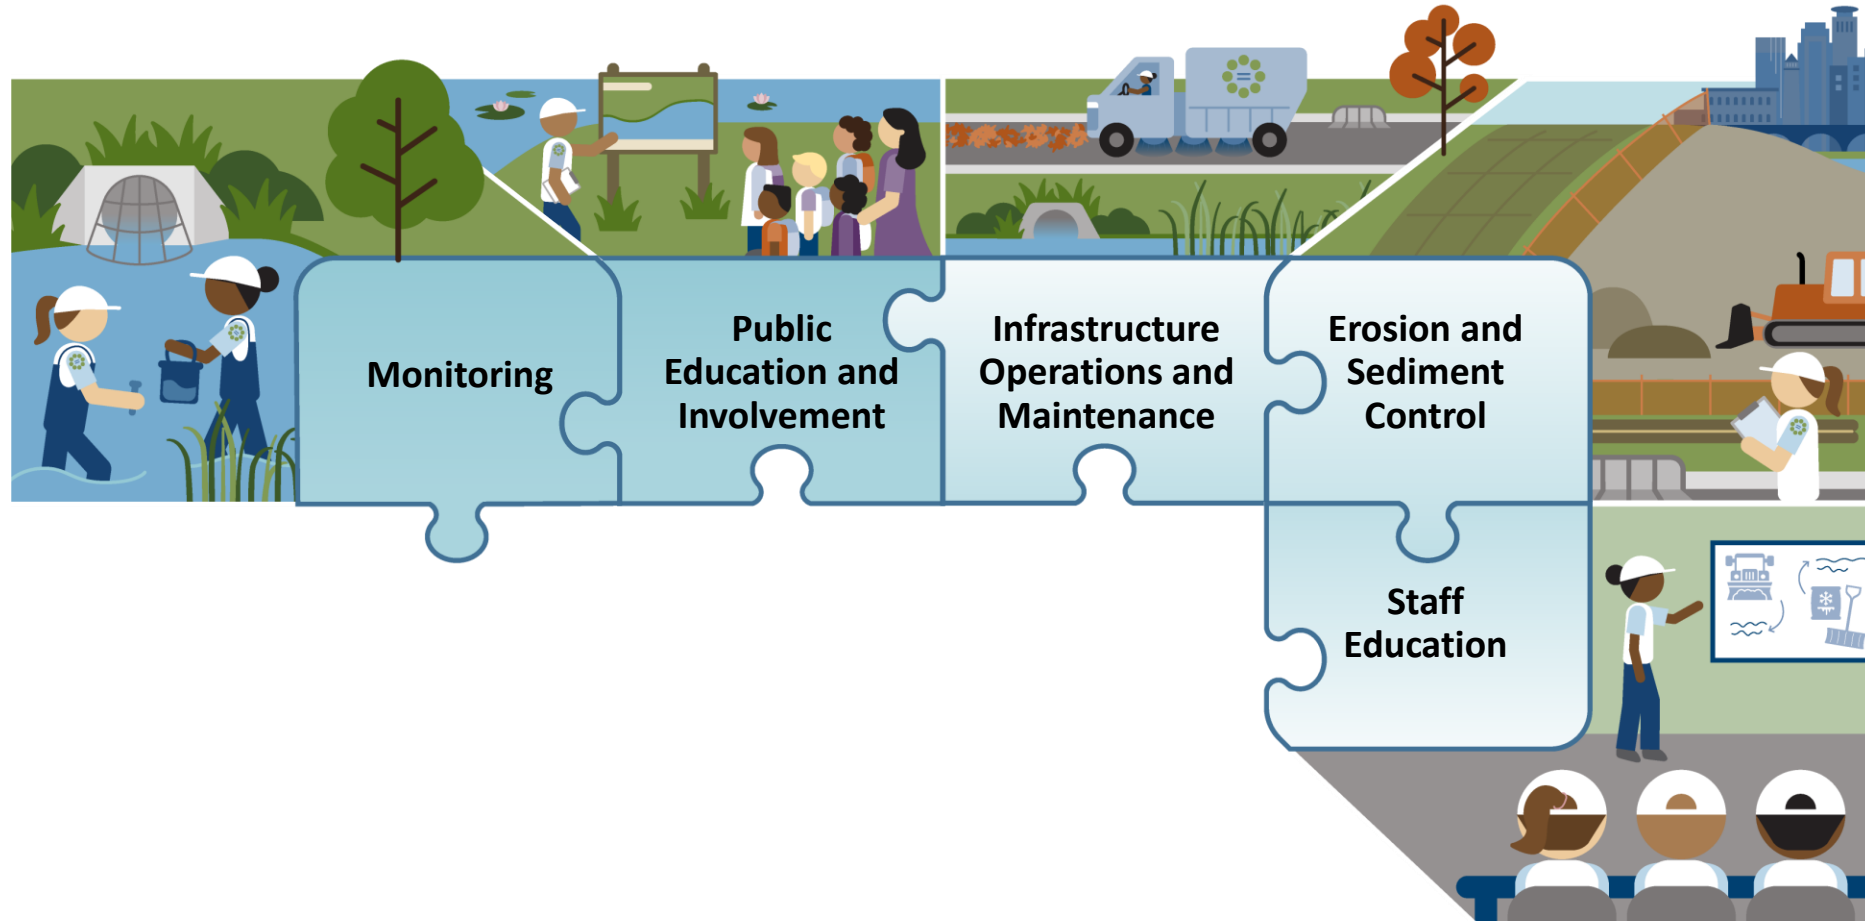 Monitoring
Public
Education and
Involvement
Infrastructure
Operations and
Maintenance
Erosion and
Sediment
Control
Staff
Education